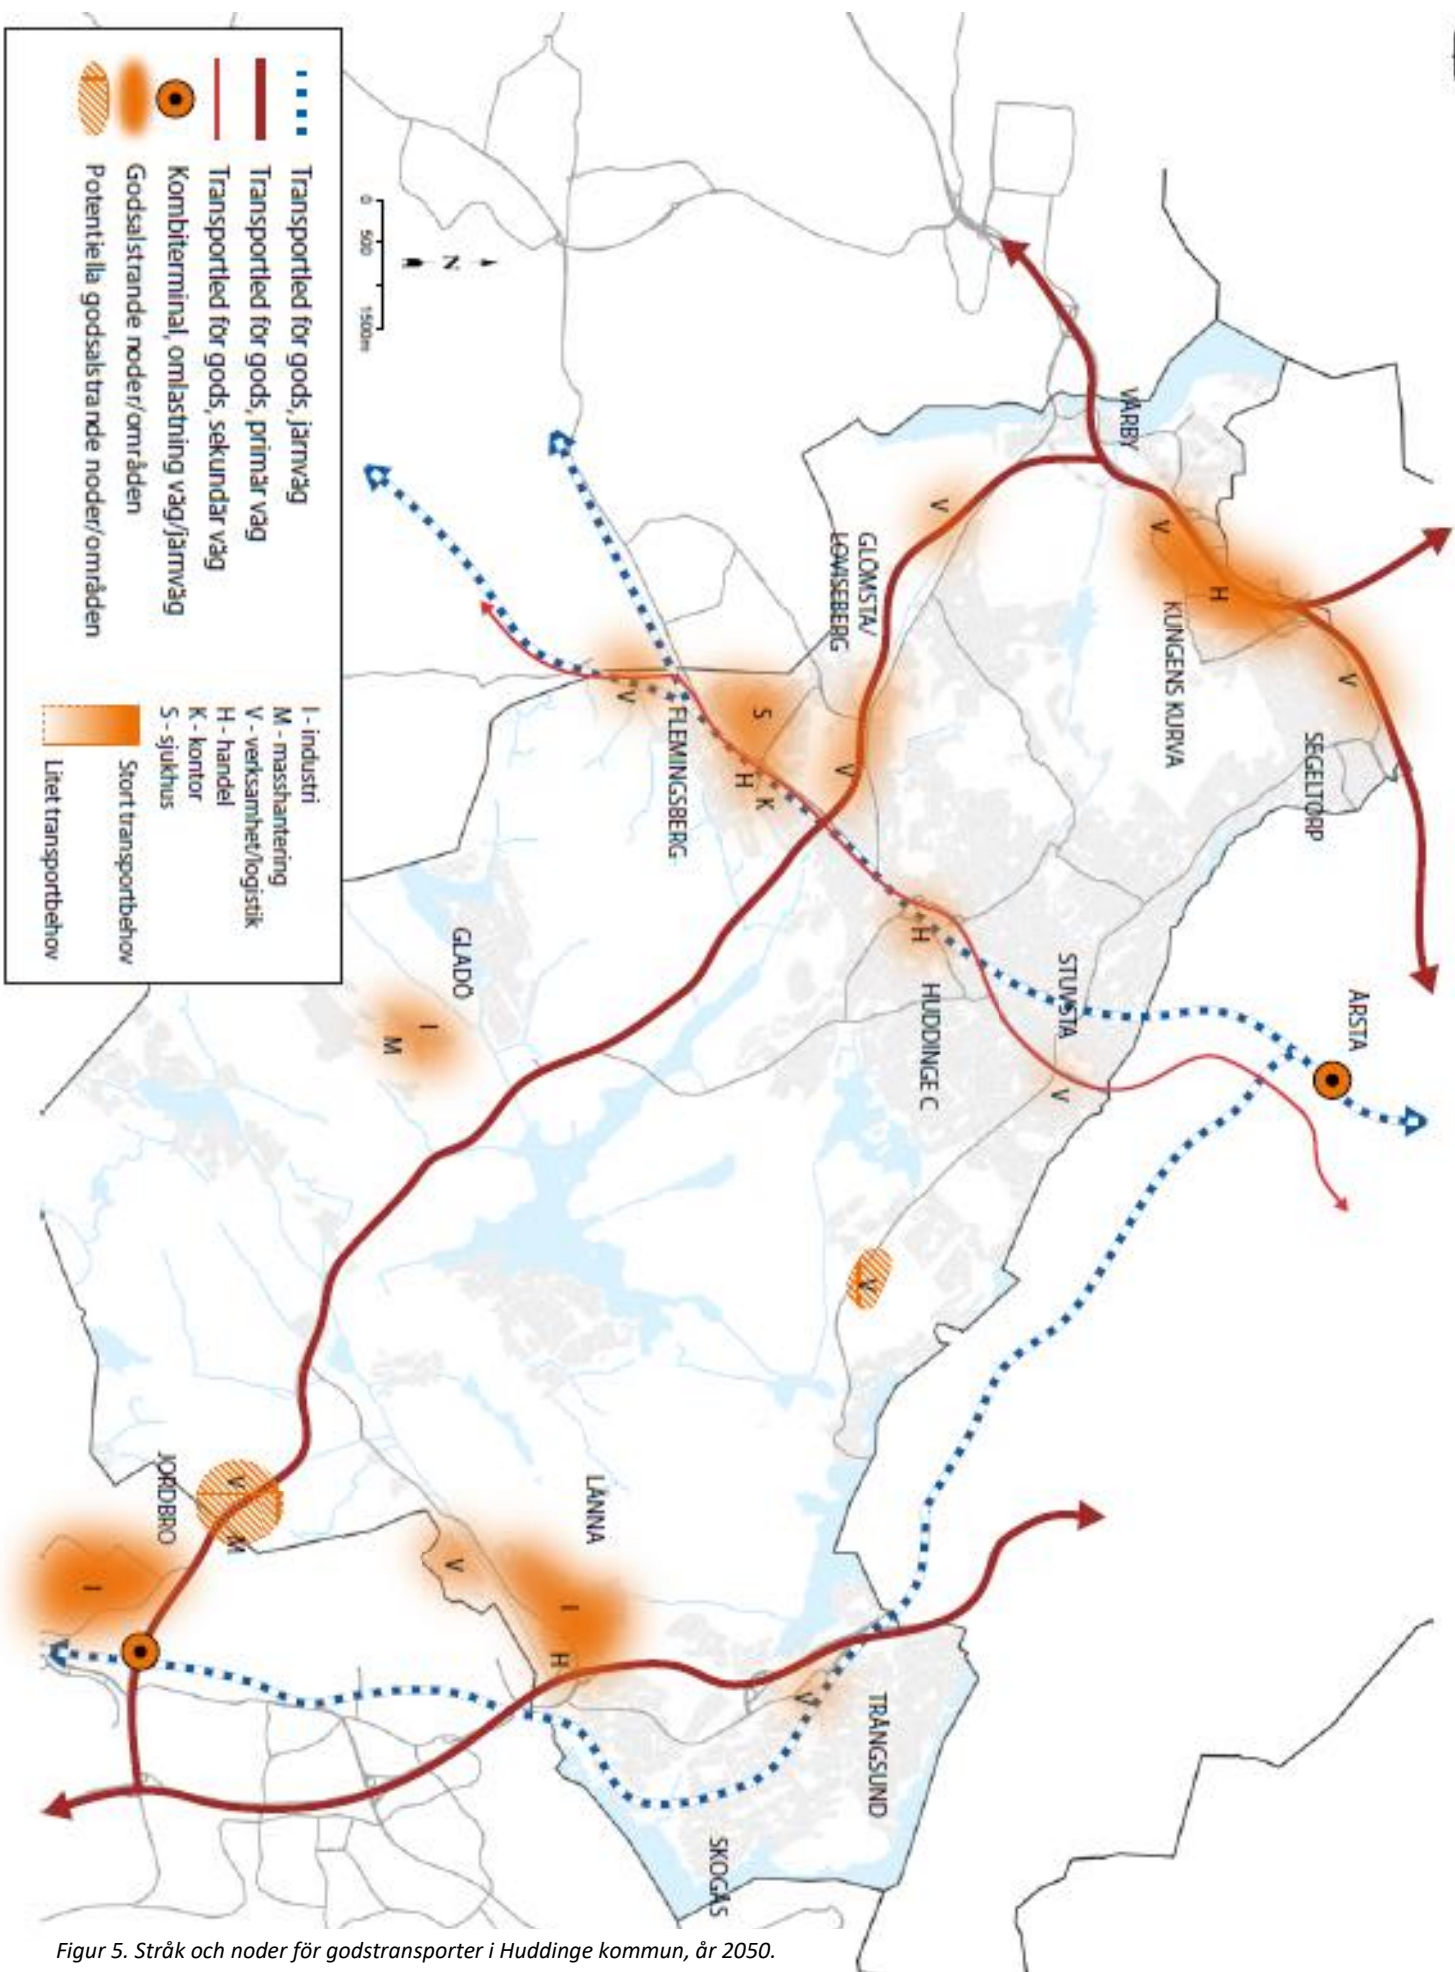 VÅRBY
V
H
KUNGENS KURVA
V
SEGELTORP
V
GLÖMSTA/
LOVISEBERG
V
S
H
K
V
FLEMINGSBERG
H
HUDDINGE C
STUVSTA
V
ÅRSTA
GLADÖ
I
M
V
LÄNNA
V
I
H
V
M
JORDBRO
I
V
TRÅNGSUND
SKOGÅS
0
500
1500m
N
Transportled för gods, järnväg
Transportled för gods, primär väg
Transportled för gods, sekundär väg
Kombiterminal, omlastning väg/järnväg
Godsalstrande noder/områden
Potentiella godsalstrande noder/områden
I - industri
M - masshantering
V - verksamhet/logistik
H - handel
K - kontor
S - sjukhus
Stort transportbehov
Litet transportbehov
Figur 5. Stråk och noder för godstransporter i Huddinge kommun, år 2050.